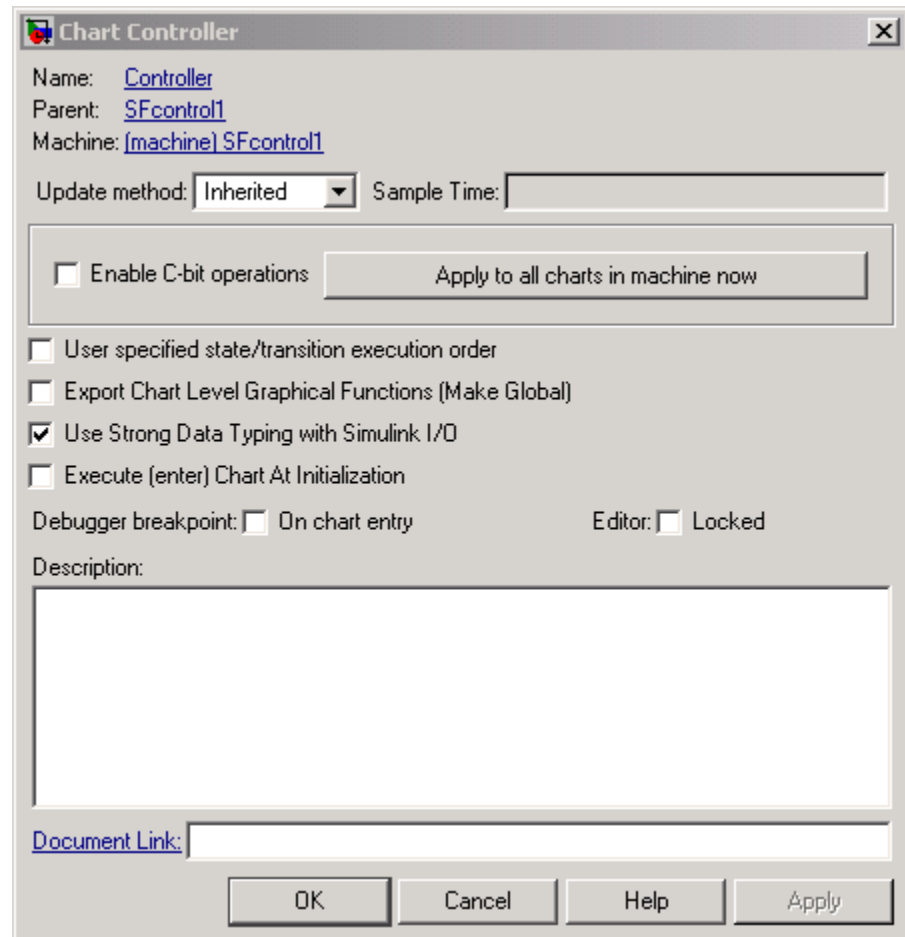 Chart Controller
Name: Controller
Parent: SFcontrol1
Machine: (machine) SFcontrol1
Update method: Inherited Sample Time:
Enable C-bit operations Apply to all charts in machine now
User specified state/transition execution order
Export Chart Level Graphical Functions (Make Global)
Use Strong Data Typing with Simulink I/O
Execute (enter) Chart At Initialization
Debugger breakpoint: On chart entry Editor: Locked
Description:
Document Link:
OK Cancel Help Apply